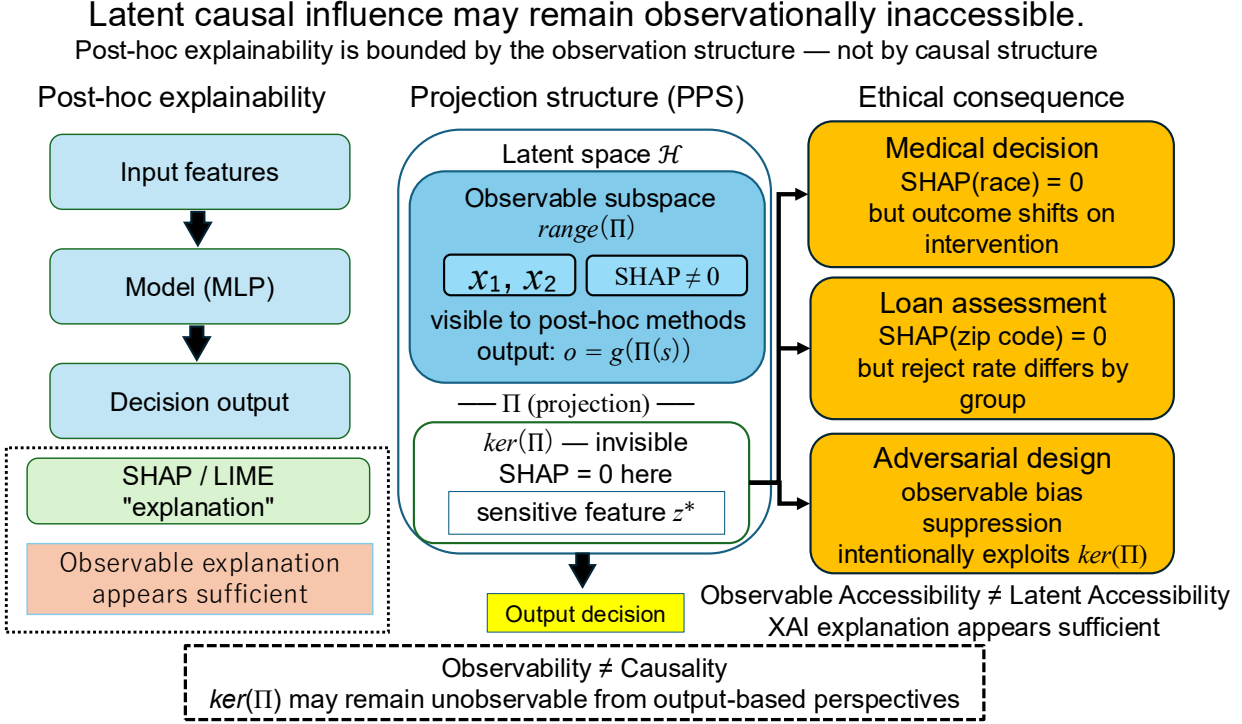 Latent causal influence may remain observationally inaccessible.
Post-hoc explainability is bounded by the observation structure — not by causal structure
Post-hoc explainability
Input features
Model (MLP)
Decision output
SHAP / LIME
"explanation"
Observable explanation
appears sufficient
Projection structure (PPS)
Latent space ℋ
Observable subspace
range(Π)
x₁, x₂
SHAP ≠ 0
visible to post-hoc methods
output: o = g(Π(s))
── Π (projection) ──
ker(Π) — invisible
SHAP = 0 here
sensitive feature z*
Output decision
Ethical consequence
Medical decision
SHAP(race) = 0
but outcome shifts on
intervention
Loan assessment
SHAP(zip code) = 0
but reject rate differs by
group
Adversarial design
observable bias
suppression
intentionally exploits ker(Π)
Observable Accessibility ≠ Latent Accessibility
XAI explanation appears sufficient
Observability ≠ Causality
ker(Π) may remain unobservable from output-based perspectives